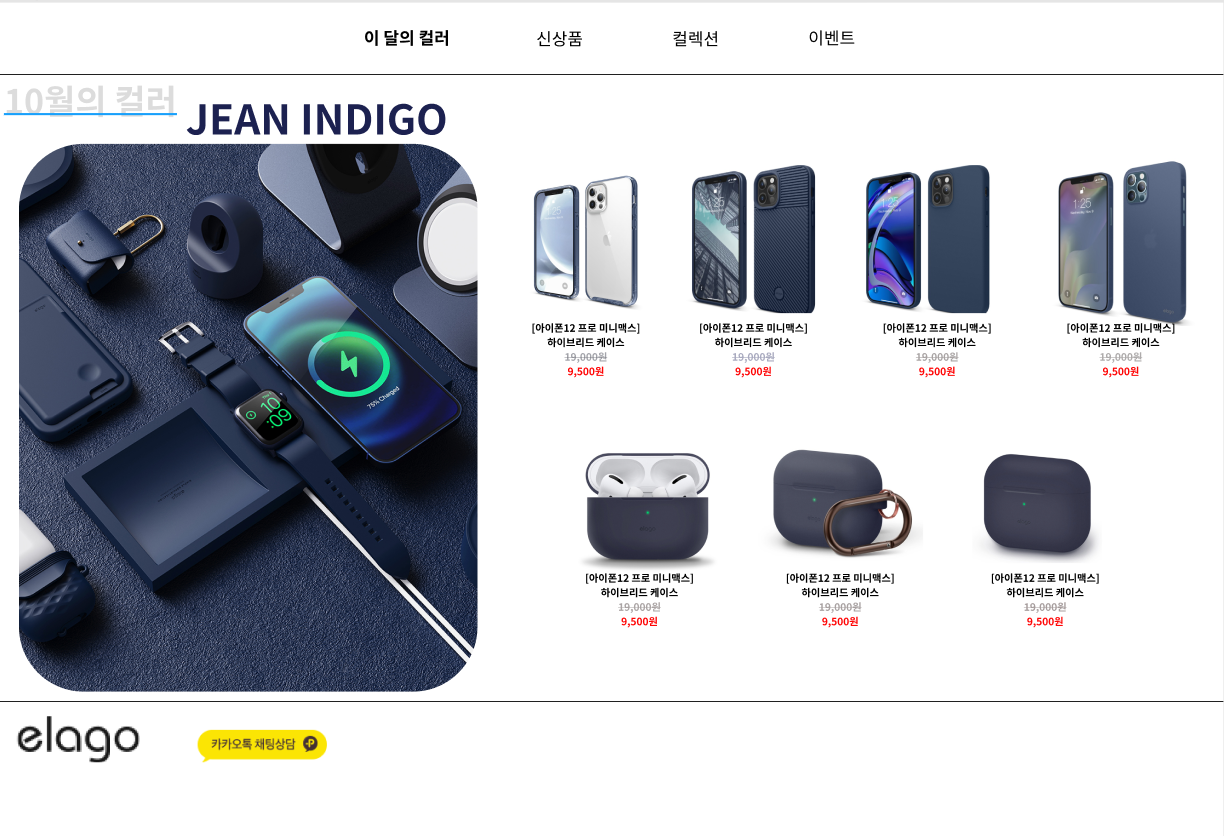 이 달의 컬러 신상품 컬렉션 이벤트
10월의 컬러
JEAN INDIGO
10
:09
75% Charged
1:25
1:25
1:25
1:25
[아이폰12 프로 미니맥스]
하이브리드 케이스
19,000원
9,500원
[아이폰12 프로 미니맥스]
하이브리드 케이스
19,000원
9,500원
[아이폰12 프로 미니맥스]
하이브리드 케이스
19,000원
9,500원
[아이폰12 프로 미니맥스]
하이브리드 케이스
19,000원
9,500원
[아이폰12 프로 미니맥스]
하이브리드 케이스
19,000원
9,500원
[아이폰12 프로 미니맥스]
하이브리드 케이스
19,000원
9,500원
[아이폰12 프로 미니맥스]
하이브리드 케이스
19,000원
9,500원
elago
카카오톡 채팅상담